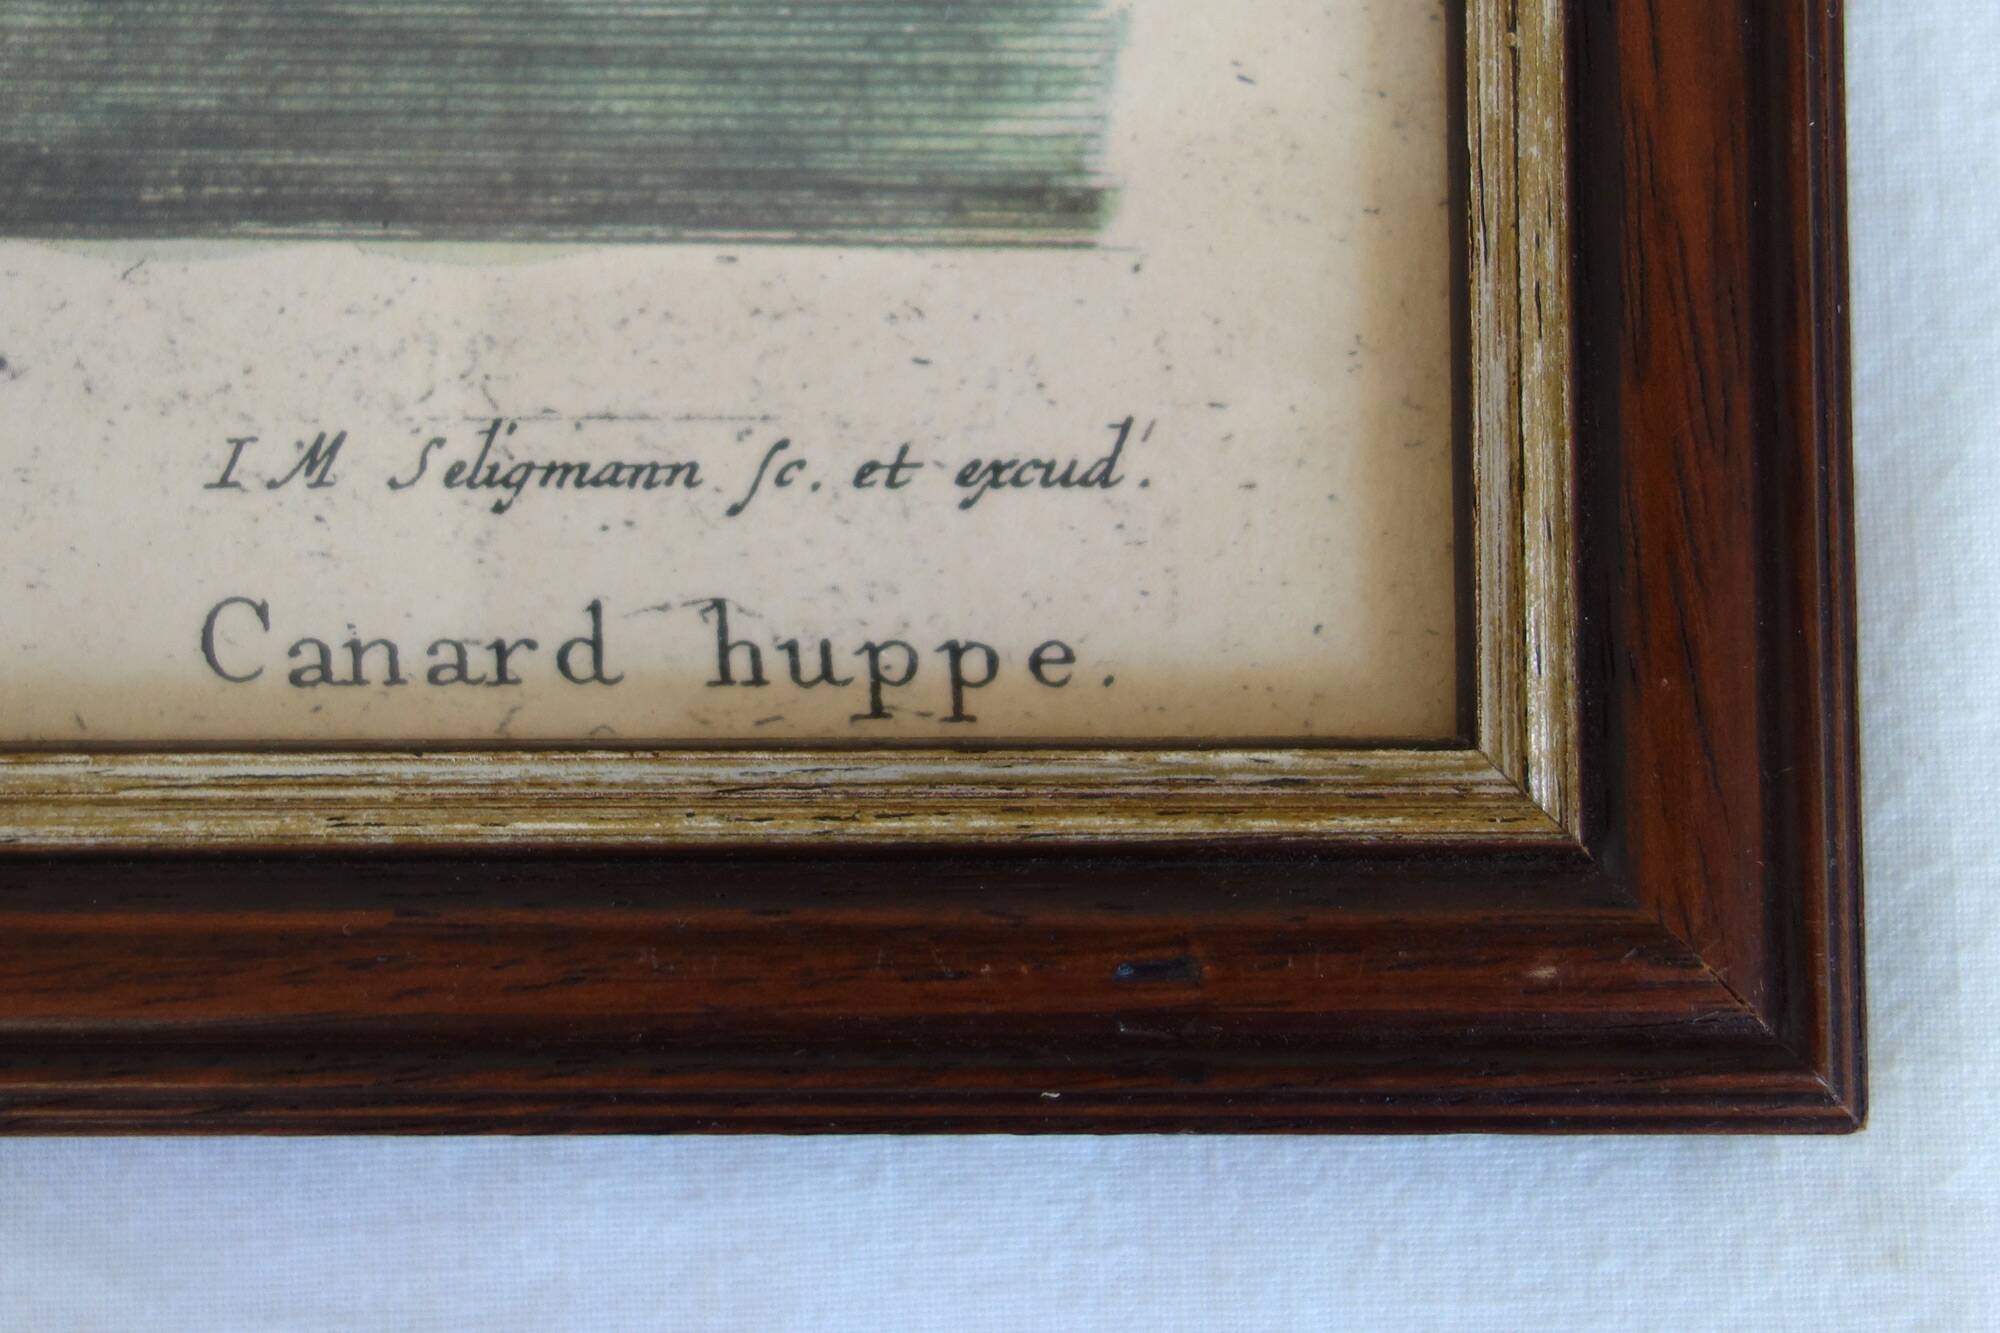 I M Seligmann ſc. et excud'.
Canard huppe.